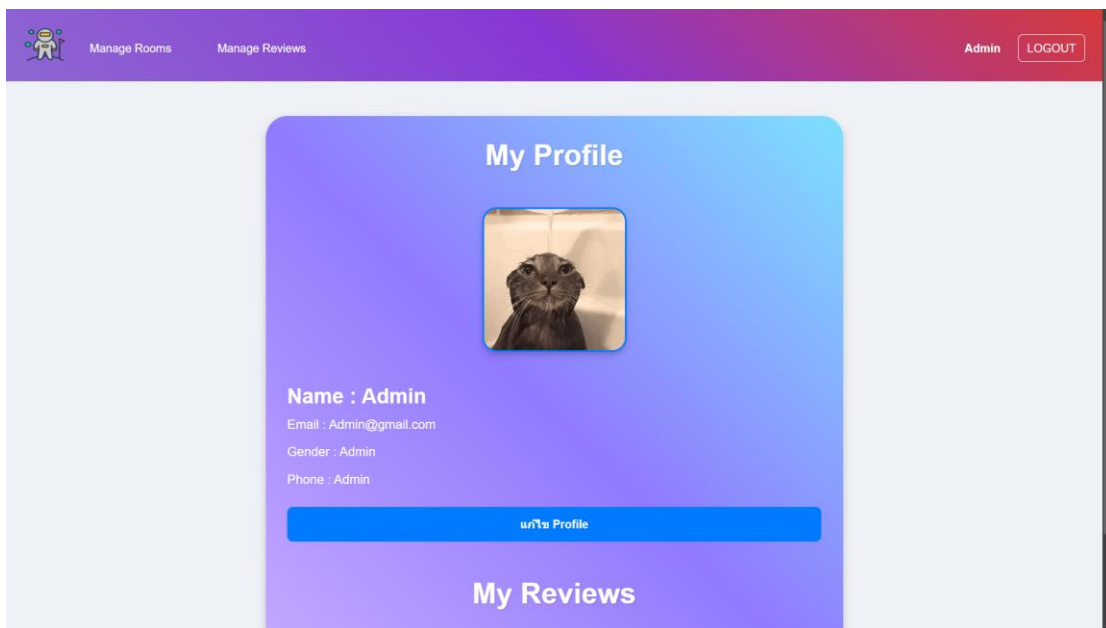 Manage Rooms
Manage Reviews
Admin
LOGOUT
My Profile
Name : Admin
Email : Admin@gmail.com
Gender : Admin
Phone : Admin
แก้ไข Profile
My Reviews